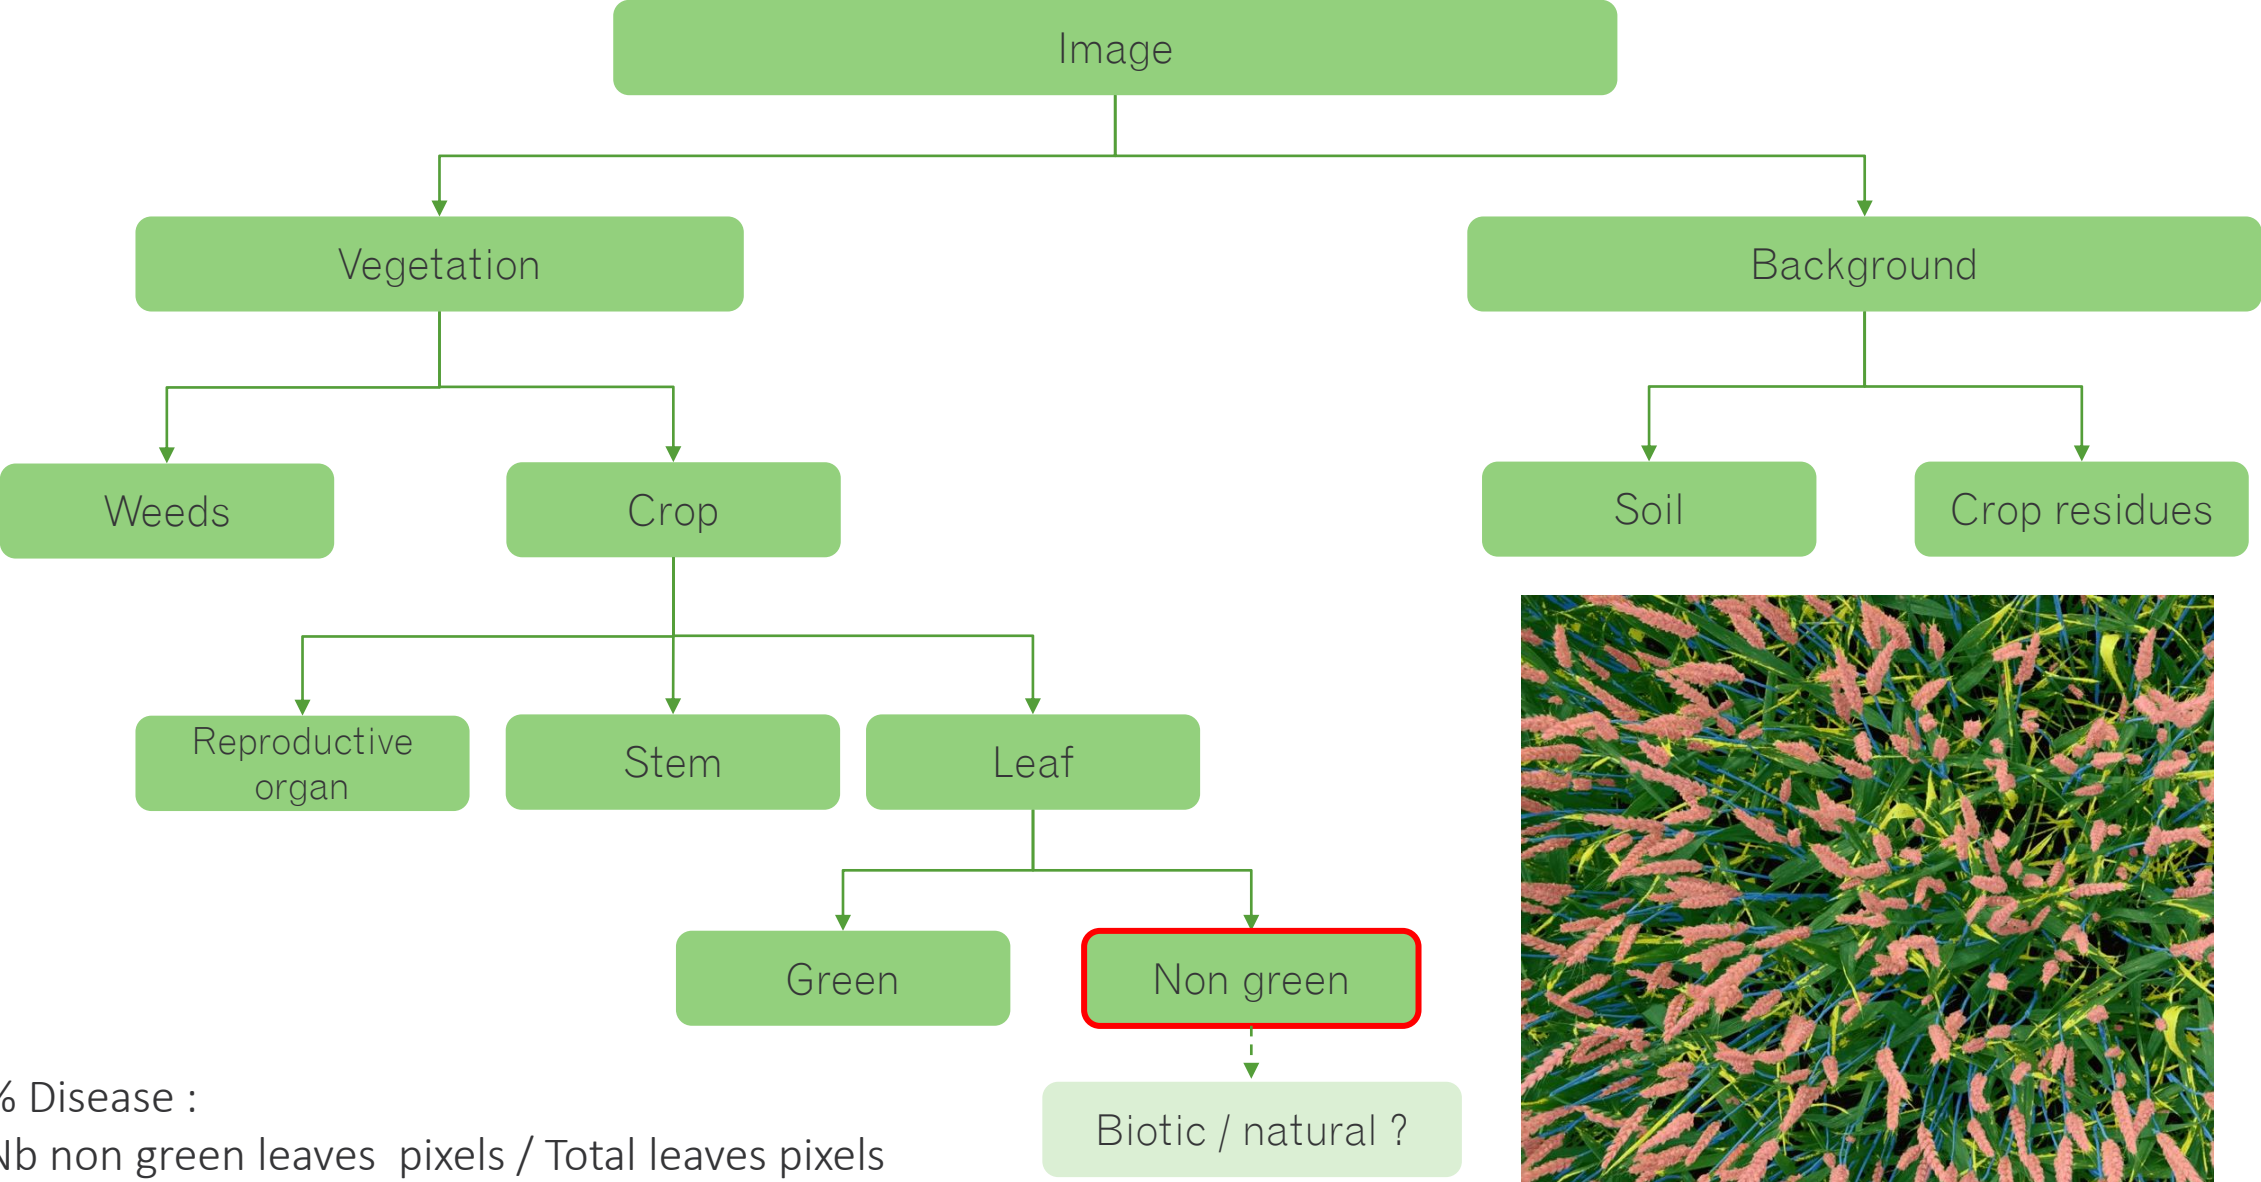 Image
Vegetation
Background
Weeds
Crop
Soil
Crop residues
Reproductive
organ
Stem
Leaf
Green
Non green
Biotic / natural ?
% Disease :
Nb non green leaves pixels / Total leaves pixels